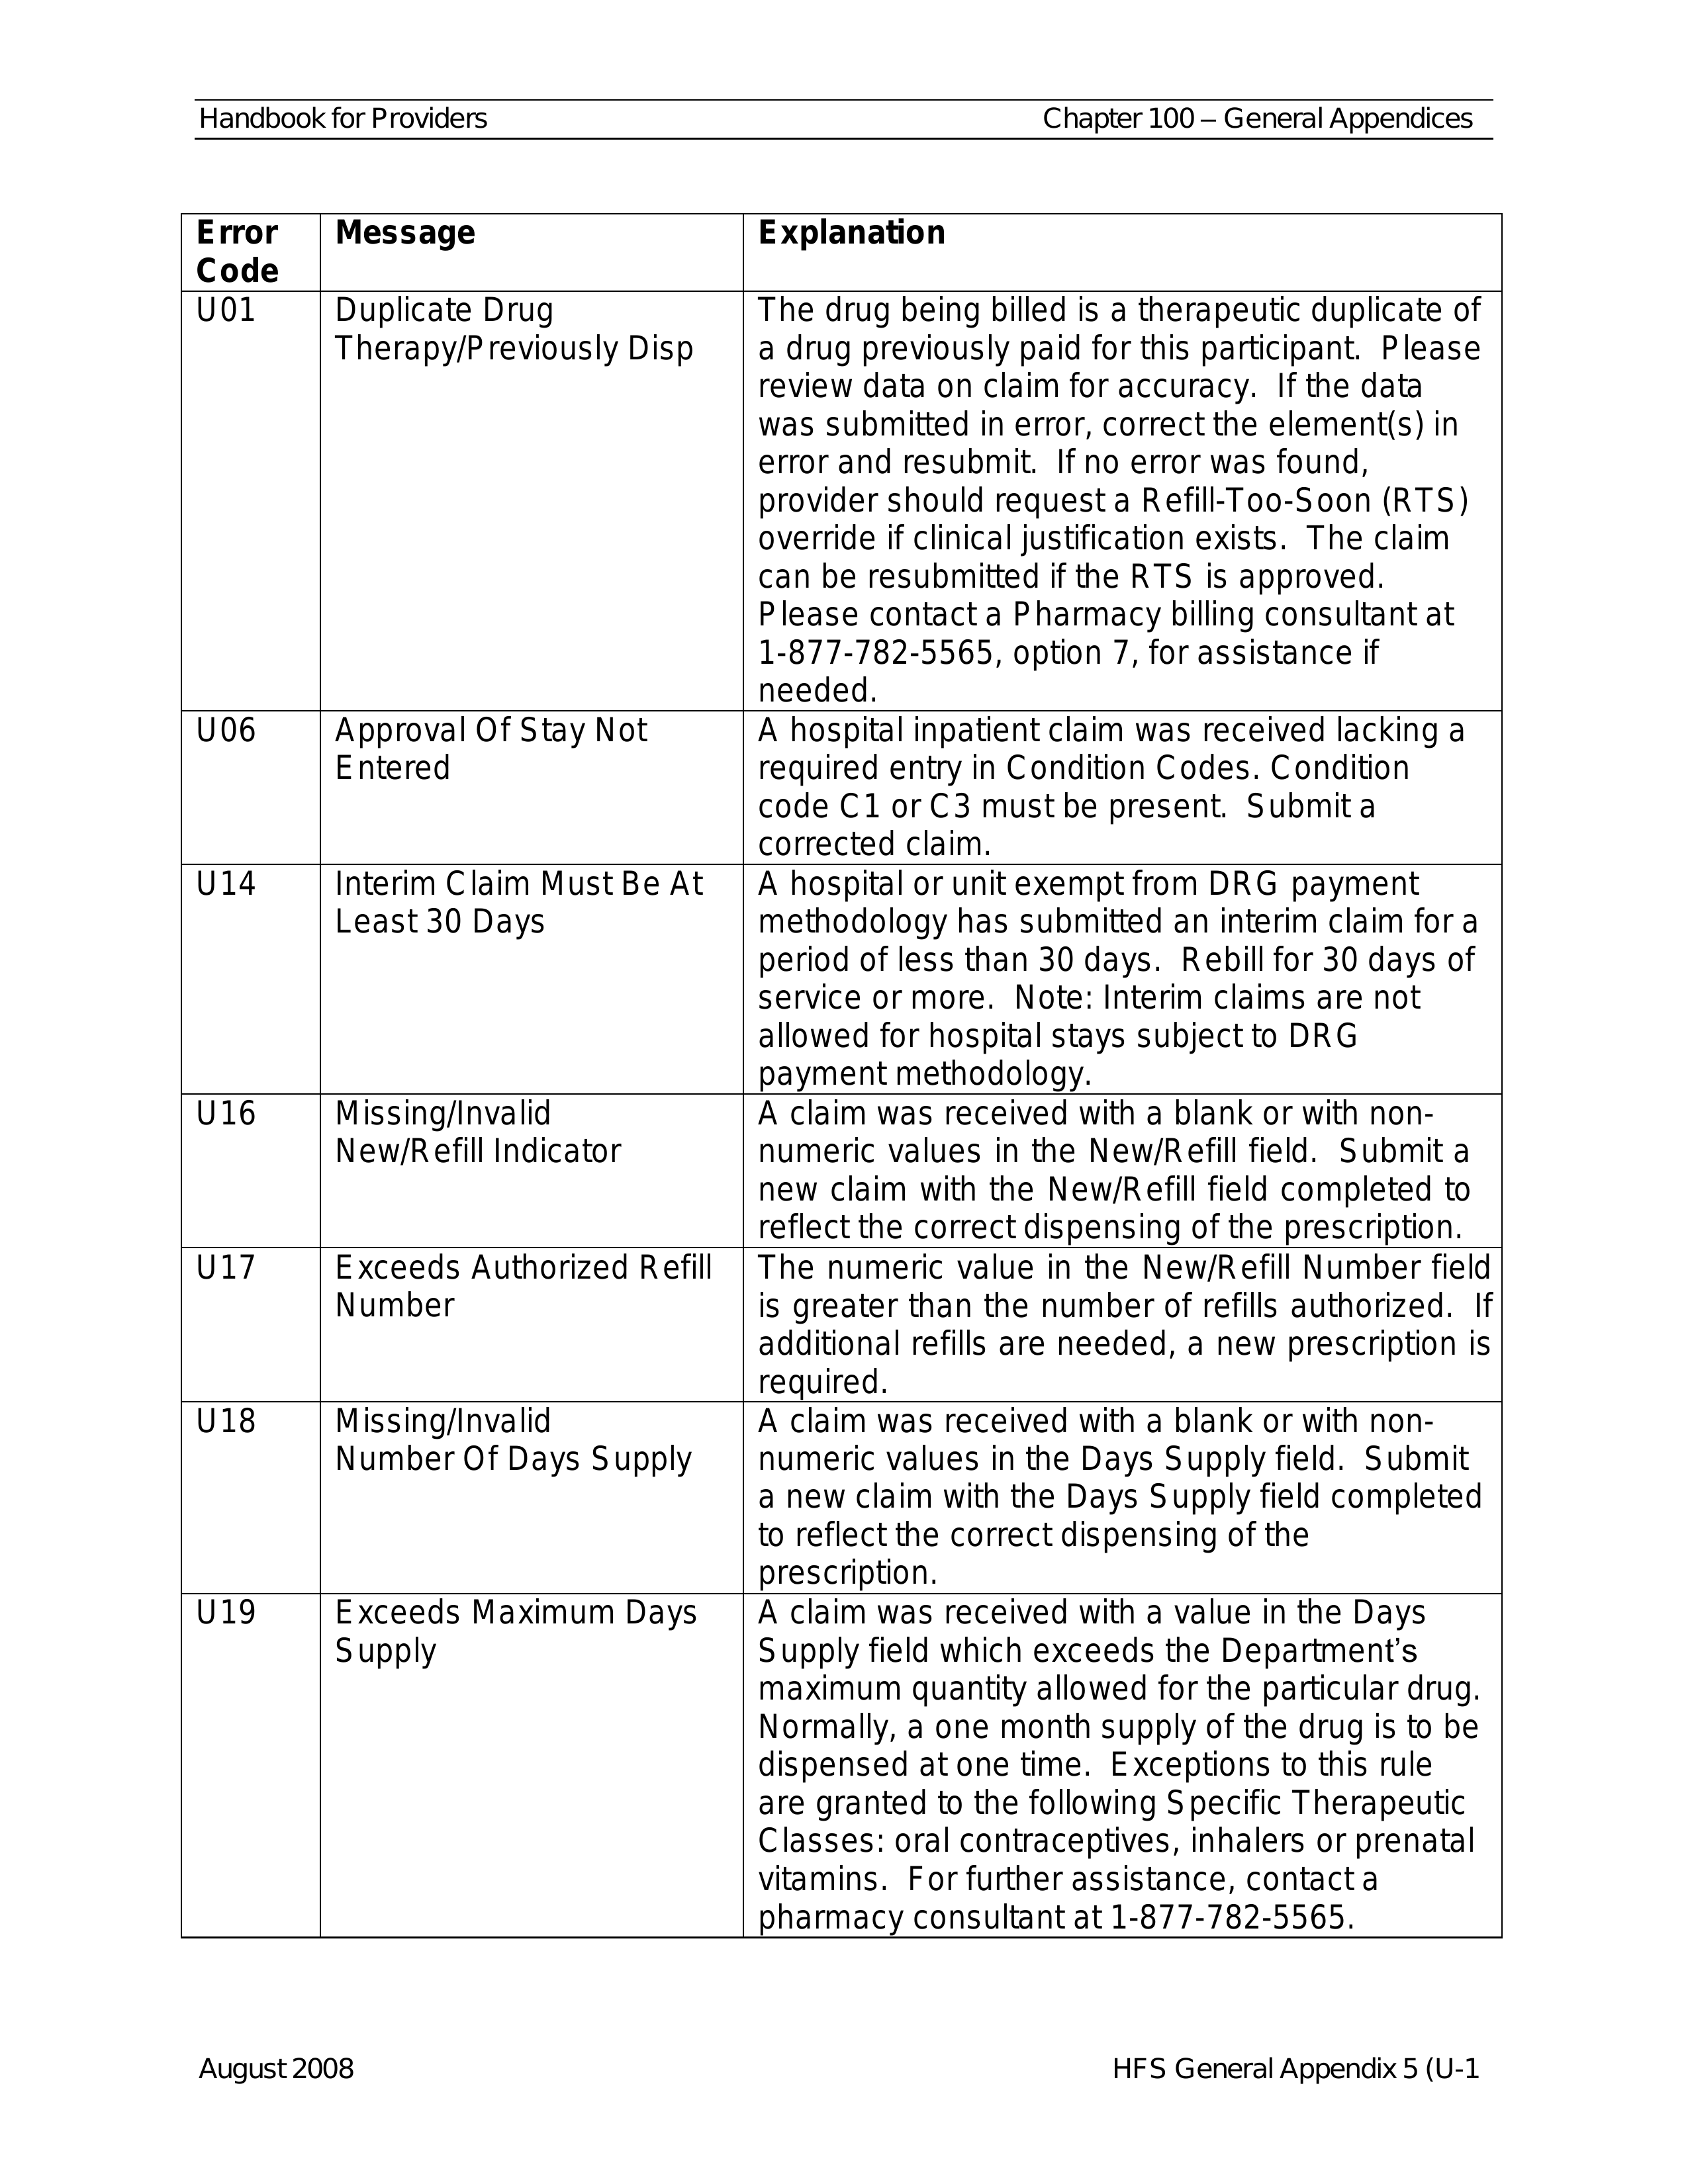 Handbook for Providers Chapter 100 – General Appendices
Error Code Message Explanation
U01 Duplicate Drug Therapy/Previously Disp
The drug being billed is a therapeutic duplicate of
a drug previously paid for this participant.  Please
review data on claim for accuracy.  If the data
was submitted in error, correct the element(s) in
error and resubmit.  If no error was found,
provider should request a Refill-Too-Soon (RTS)
override if clinical justification exists.  The claim
can be resubmitted if the RTS is approved.
Please contact a Pharmacy billing consultant at
1-877-782-5565, option 7, for assistance if
needed.
U06 Approval Of Stay Not Entered
A hospital inpatient claim was received lacking a
required entry in Condition Codes. Condition
code C1 or C3 must be present.  Submit a
corrected claim.
U14 Interim Claim Must Be At Least 30 Days
A hospital or unit exempt from DRG payment
methodology has submitted an interim claim for a
period of less than 30 days.  Rebill for 30 days of
service or more.  Note: Interim claims are not
allowed for hospital stays subject to DRG
payment methodology.
U16 Missing/Invalid New/Refill Indicator
A claim was received with a blank or with non-
numeric values in the New/Refill field.  Submit a
new claim with the New/Refill field completed to
reflect the correct dispensing of the prescription.
U17 Exceeds Authorized Refill Number
The numeric value in the New/Refill Number field
is greater than the number of refills authorized.  If
additional refills are needed, a new prescription is
required.
U18 Missing/Invalid Number Of Days Supply
A claim was received with a blank or with non-
numeric values in the Days Supply field.  Submit
a new claim with the Days Supply field completed
to reflect the correct dispensing of the
prescription.
U19 Exceeds Maximum Days Supply
A claim was received with a value in the Days
Supply field which exceeds the Department’s
maximum quantity allowed for the particular drug.
Normally, a one month supply of the drug is to be
dispensed at one time.  Exceptions to this rule
are granted to the following Specific Therapeutic
Classes: oral contraceptives, inhalers or prenatal
vitamins.  For further assistance, contact a
pharmacy consultant at 1-877-782-5565.
August 2008 HFS General Appendix 5 (U-1